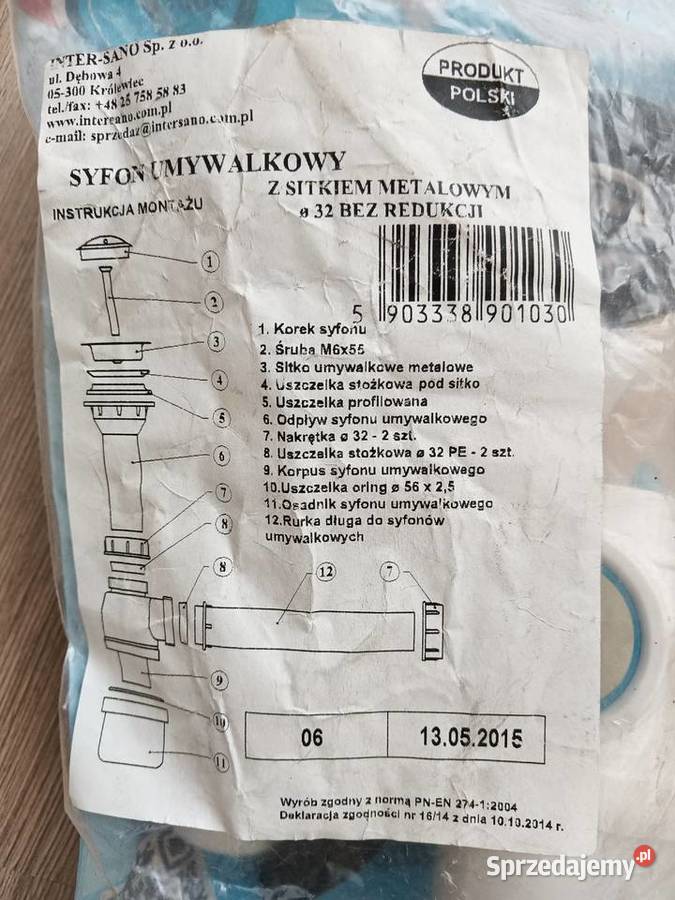 INTER-SANO Sp. z o.o.
ul. Dębowa 4
05-300 Królewiec
tel./fax: +48 25 758 58 83
www.intersano.com.pl
e-mail: sprzedaz@intersano.com.pl
PRODUKT
POLSKI
SYFON UMYWALKOWY
Z SITKIEM METALOWYM
ø 32 BEZ REDUKCJI
INSTRUKCJA MONTAŻU
5 903338 901030
1. Korek syfonu
2. Śruba M6x55
3. Sitko umywalkowe metalowe
4. Uszczelka stożkowa pod sitko
5. Uszczelka profilowana
6. Odpływ syfonu umywalkowego
7. Nakrętka ø 32 - 2 szt.
8. Uszczelka stożkowa ø 32 PE - 2 szt.
9. Korpus syfonu umywalkowego
10.Uszczelka oring ø 56 x 2,5
11.Osadnik syfonu umywalkowego
12.Rurka długa do syfonów
umywalkowych
1
2
3
4
5
6
7
8
8
12
7
9
10
11
06 13.05.2015
Wyrób zgodny z normą PN-EN 274-1:2004
Deklaracja zgodności nr 16/14 z dnia 10.10.2014 r.
Sprzedajemy.pl